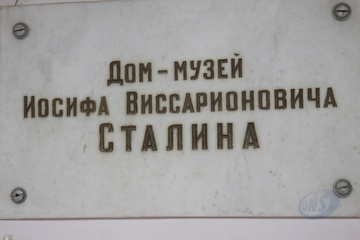 Дом-музей
Иосифа Виссарионовича
Сталина